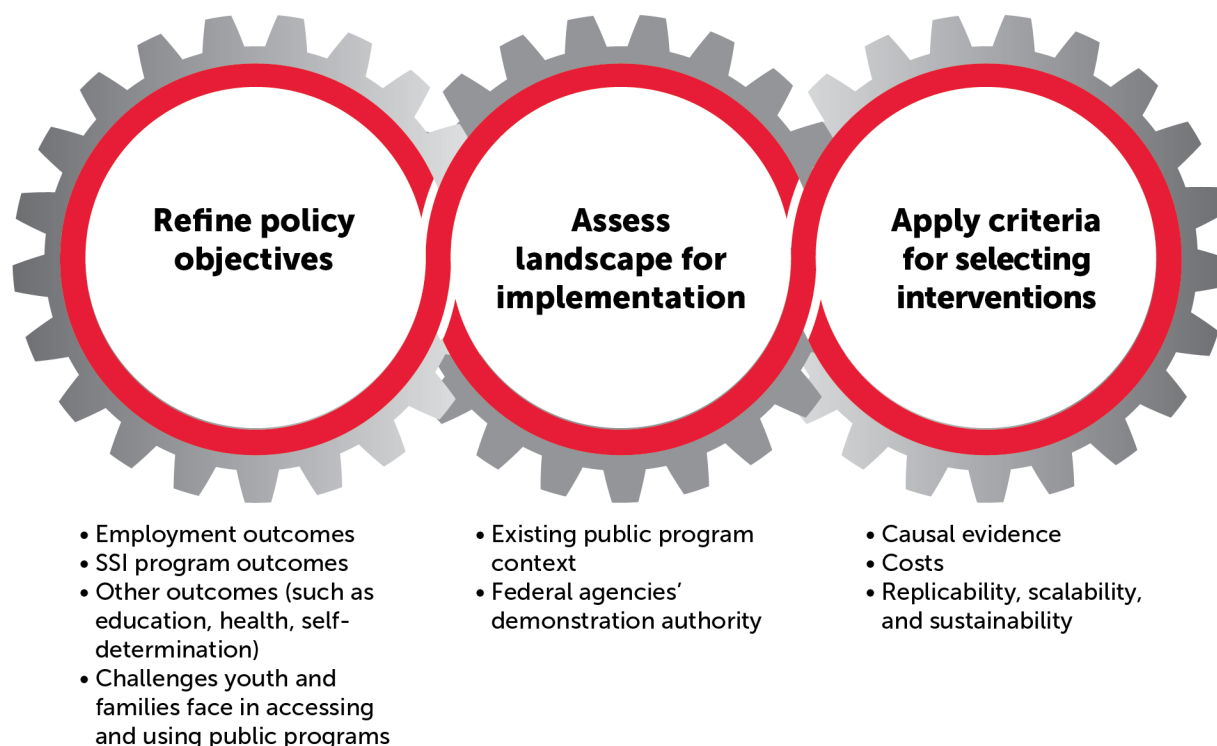 Refine policy
objectives
Assess
landscape for
implementation
Apply criteria
for selecting
interventions
• Employment outcomes
• SSI program outcomes
• Other outcomes (such as
education, health, self-
determination)
• Challenges youth and
families face in accessing
and using public programs
• Existing public program
context
• Federal agencies’
demonstration authority
• Causal evidence
• Costs
• Replicability, scalability,
and sustainability